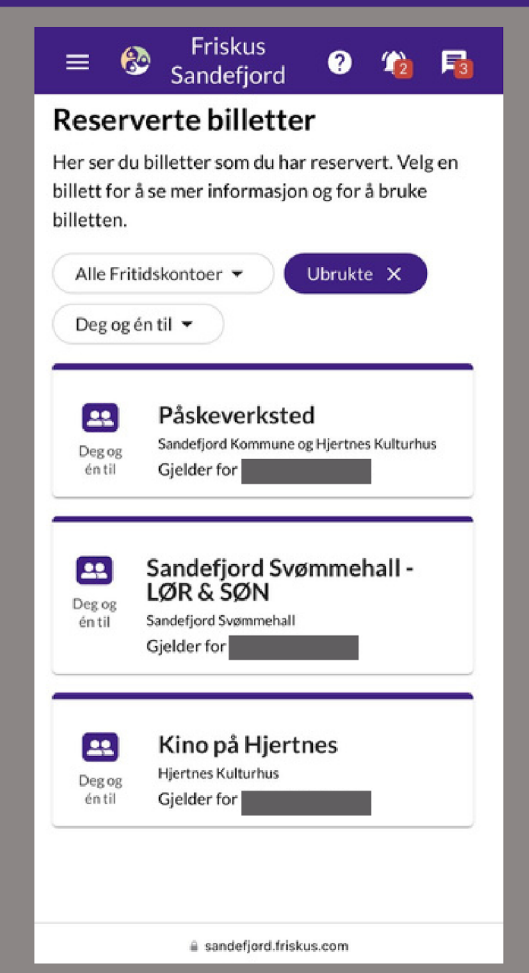 Friskus
Sandefjord
?
2
3
Reserverte billetter
Her ser du billetter som du har reservert. Velg en
billett for å se mer informasjon og for å bruke
billetten.
Alle Fritidskontoer
Ubrukte X
Deg og én til
Påskeverksted
Sandefjord Kommune og Hjertnes Kulturhus
Deg og
én til
Gjelder for
Sandefjord Svømmehall -
LØR & SØN
Deg og
én til
Sandefjord Svømmehall
Gjelder for
Kino på Hjertnes
Hjertnes Kulturhus
Deg og
én til
Gjelder for
sandefjord.friskus.com